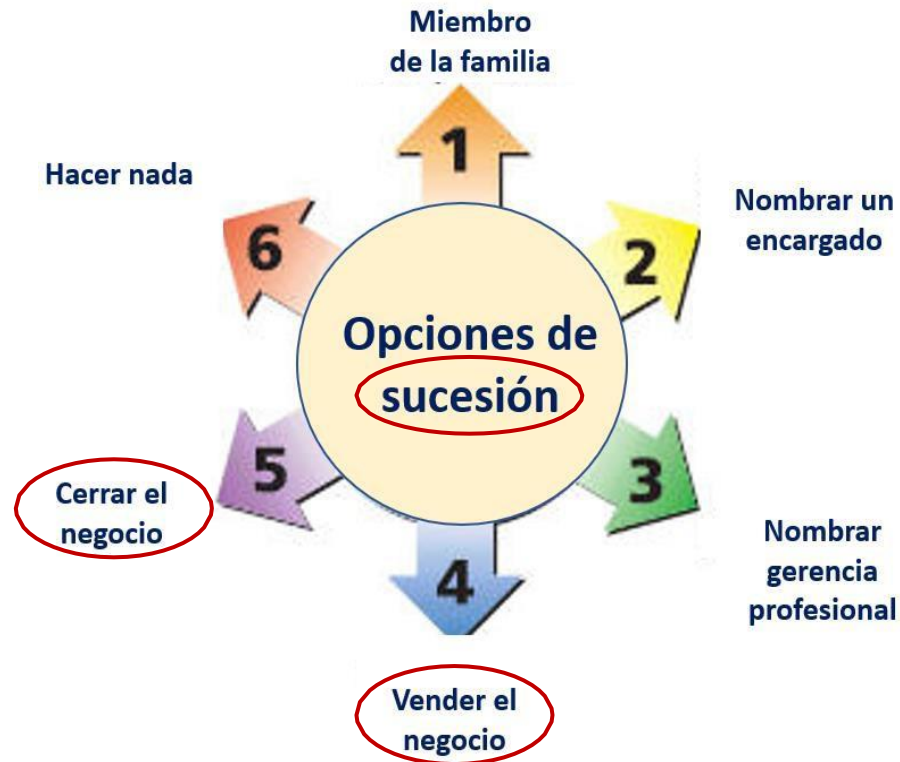 Miembro
de la familia
1
Hacer nada
6
2
Nombrar un
encargado
Opciones de
sucesión
5
Cerrar el
negocio
3
Nombrar
gerencia
profesional
4
Vender el
negocio